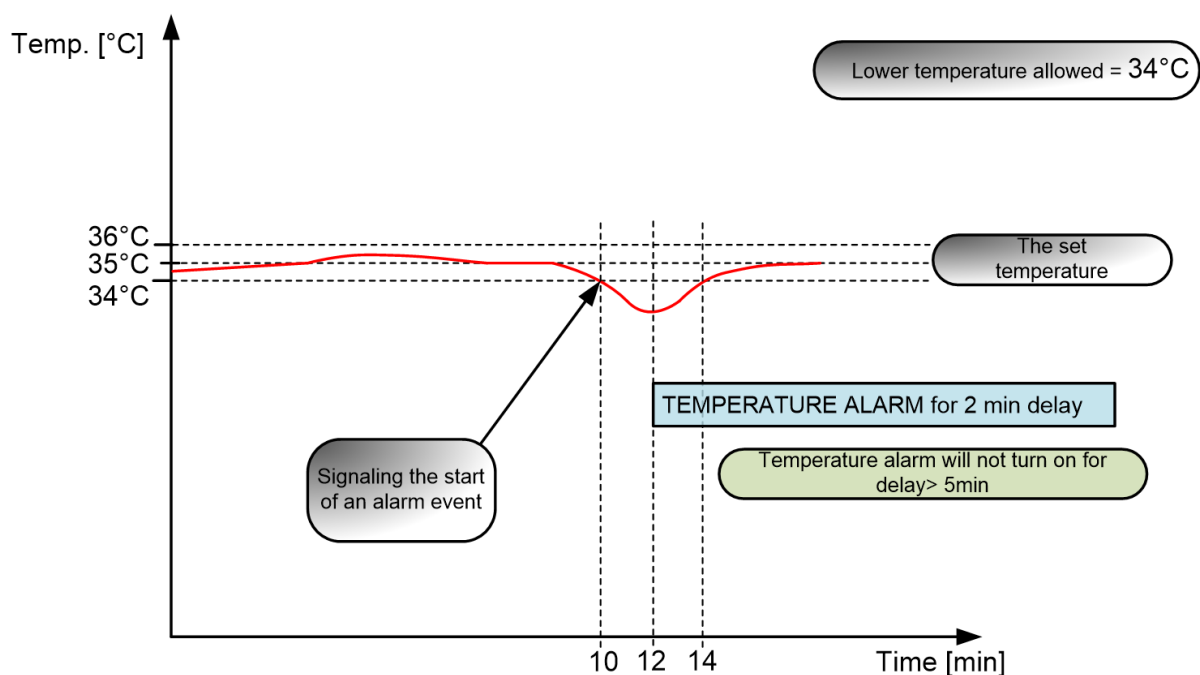 Temp. [°C]
Lower temperature allowed = 34°C
36°C
35°C
34°C
The set
temperature
TEMPERATURE ALARM for 2 min delay
Signaling the start
of an alarm event
Temperature alarm will not turn on for
delay> 5min
10 12 14
Time [min]